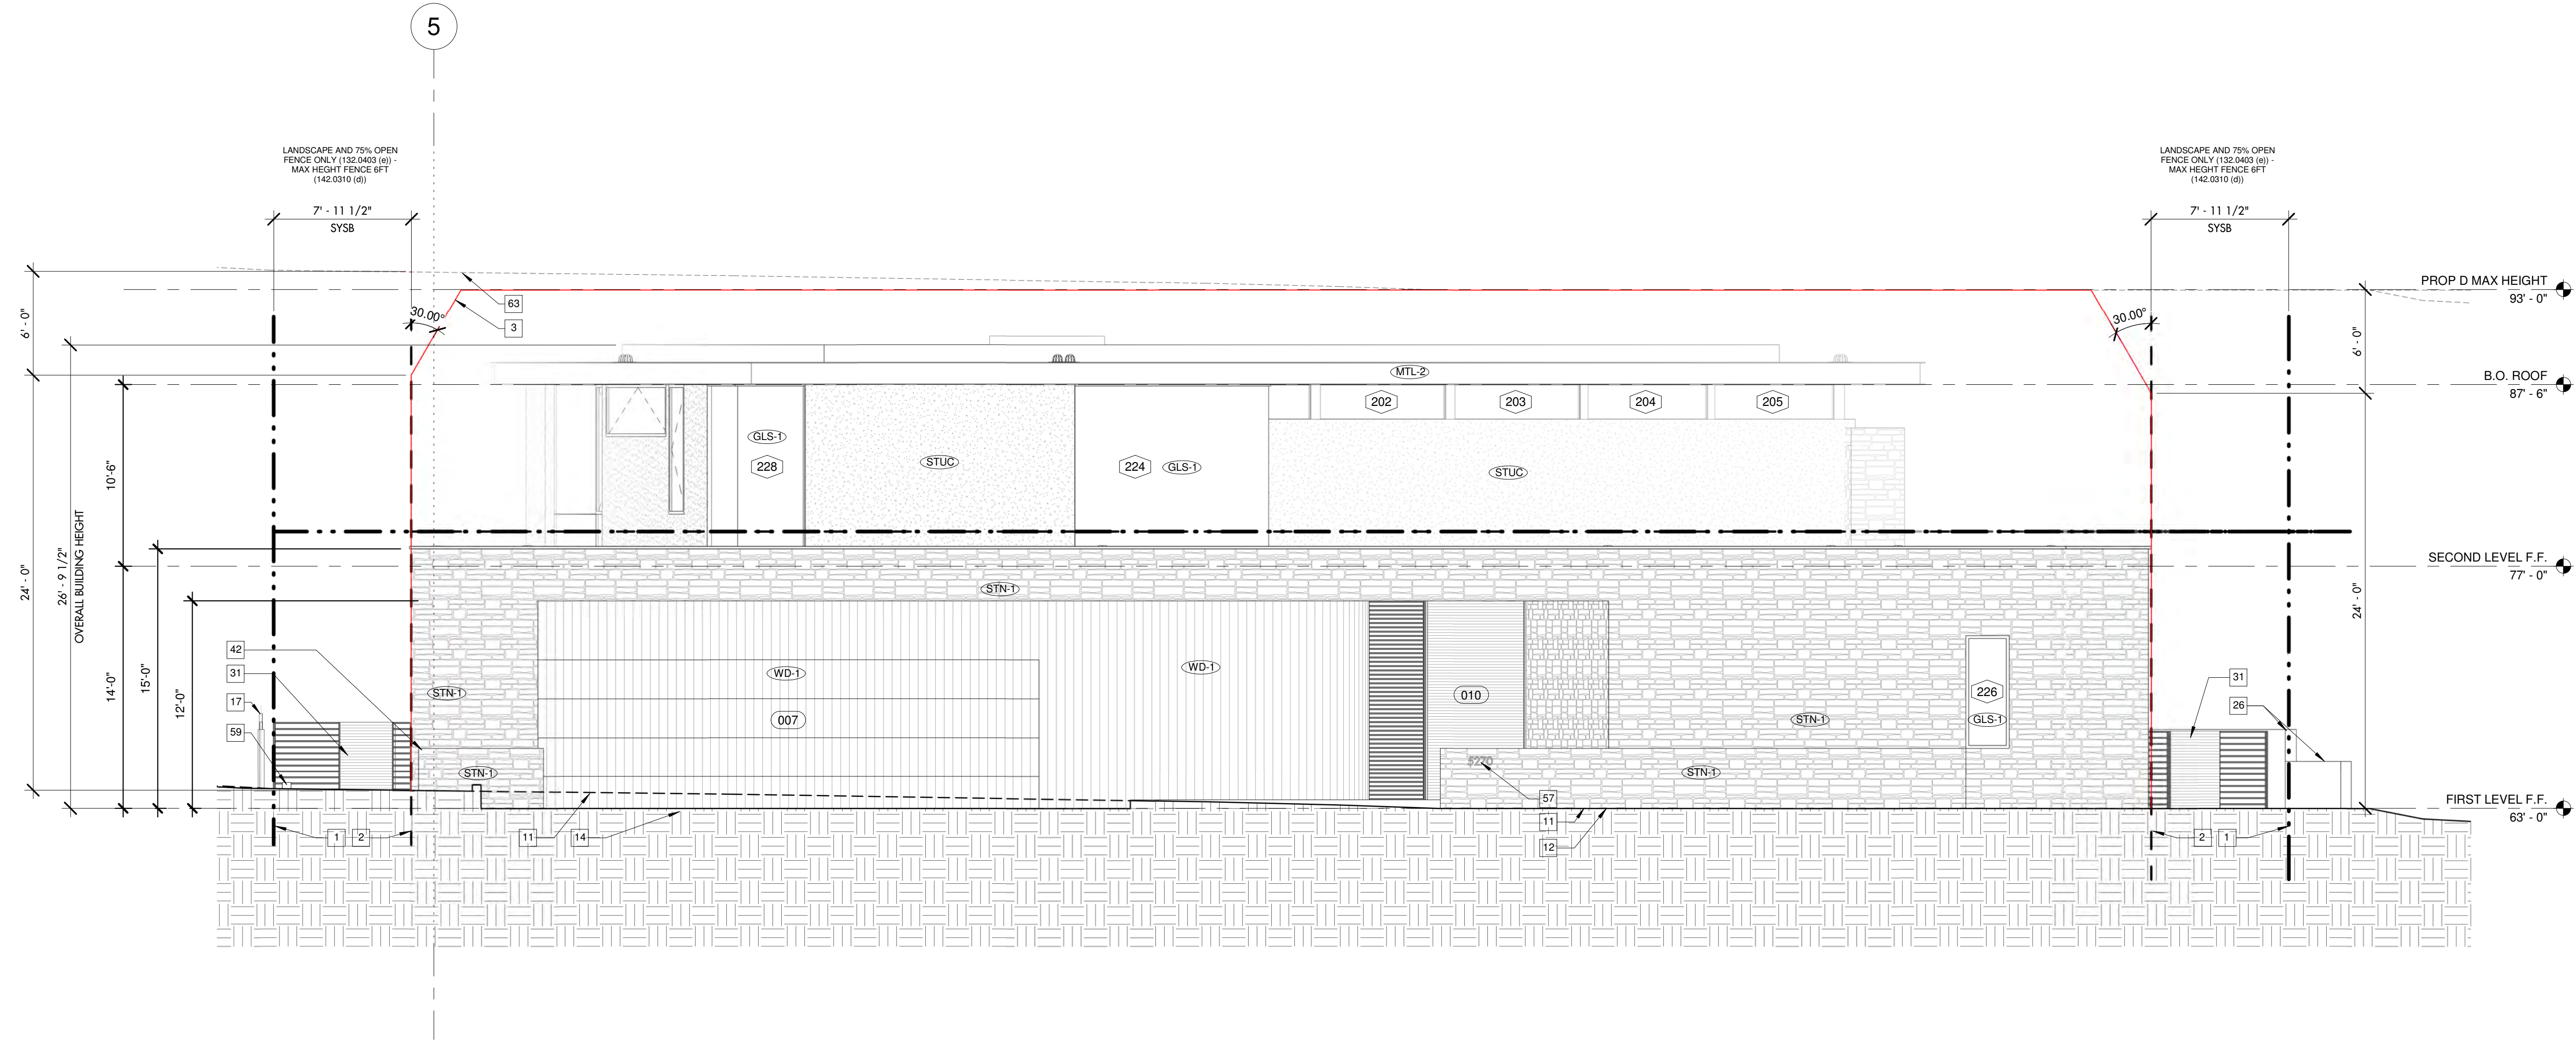 5
LANDSCAPE AND 75% OPEN
FENCE ONLY (132.0403 (e)) -
MAX HEGHT FENCE 6FT
(142.0310 (d))
LANDSCAPE AND 75% OPEN
FENCE ONLY (132.0403 (e)) -
MAX HEGHT FENCE 6FT
(142.0310 (d))
7' - 11 1/2"
SYSB
7' - 11 1/2"
SYSB
63
3
30.00°
30.00°
6' - 0"
6' - 0"
PROP D MAX HEIGHT
93' - 0"
B.O. ROOF
87' - 6"
MTL-2
202
203
204
205
GLS-1
228
STUC
224
GLS-1
STUC
10'-6"
24' - 0"
26' - 9 1/2"
OVERALL BUILDING HEIGHT
14'-0"
15'-0"
12'-0"
24' - 0"
SECOND LEVEL F.F.
77' - 0"
STN-1
42
31
17
59
STN-1
WD-1
007
WD-1
010
226
GLS-1
STN-1
31
26
STN-1
5270
STN-1
57
11
12
FIRST LEVEL F.F.
63' - 0"
1
2
11
14
2
1